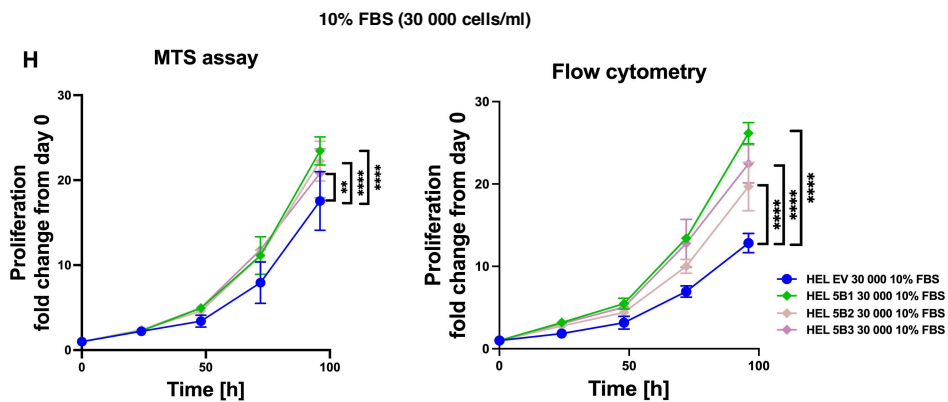 10% FBS (30 000 cells/ml)
H
MTS assay
Proliferation
fold change from day 0
30
20
10
0
0
50
100
Time [h]
**
****
****
Flow cytometry
Proliferation
fold change from day 0
30
20
10
0
0
50
100
Time [h]
****
****
****
HEL EV 30 000 10% FBS
HEL 5B1 30 000 10% FBS
HEL 5B2 30 000 10% FBS
HEL 5B3 30 000 10% FBS